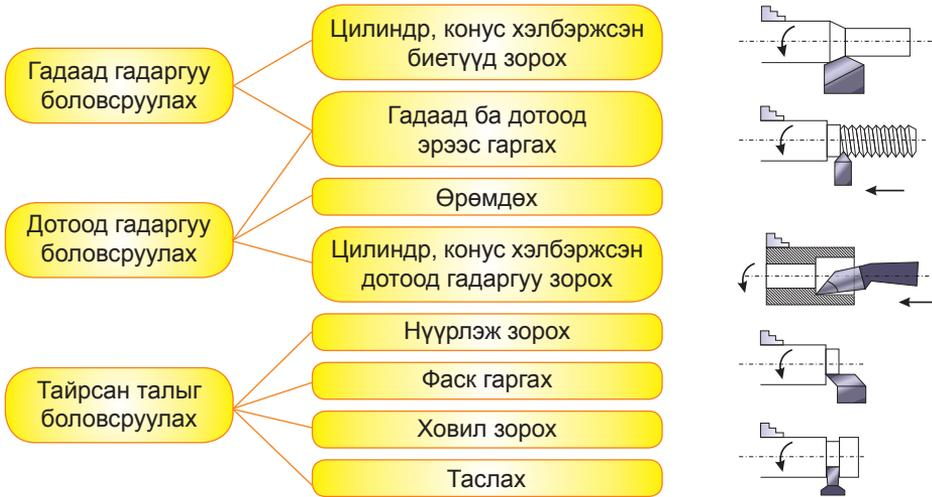 Гадаад гадаргуу
боловсруулах
Цилиндр, конус хэлбэржсэн
биетүүд зорох
Гадаад ба дотоод
эрээс гаргах
Дотоод гадаргуу
боловсруулах
Өрөмдөх
Цилиндр, конус хэлбэржсэн
дотоод гадаргуу зорох
Тайрсан талыг
боловсруулах
Нүүрлэж зорох
Фаск гаргах
Ховил зорох
Таслах